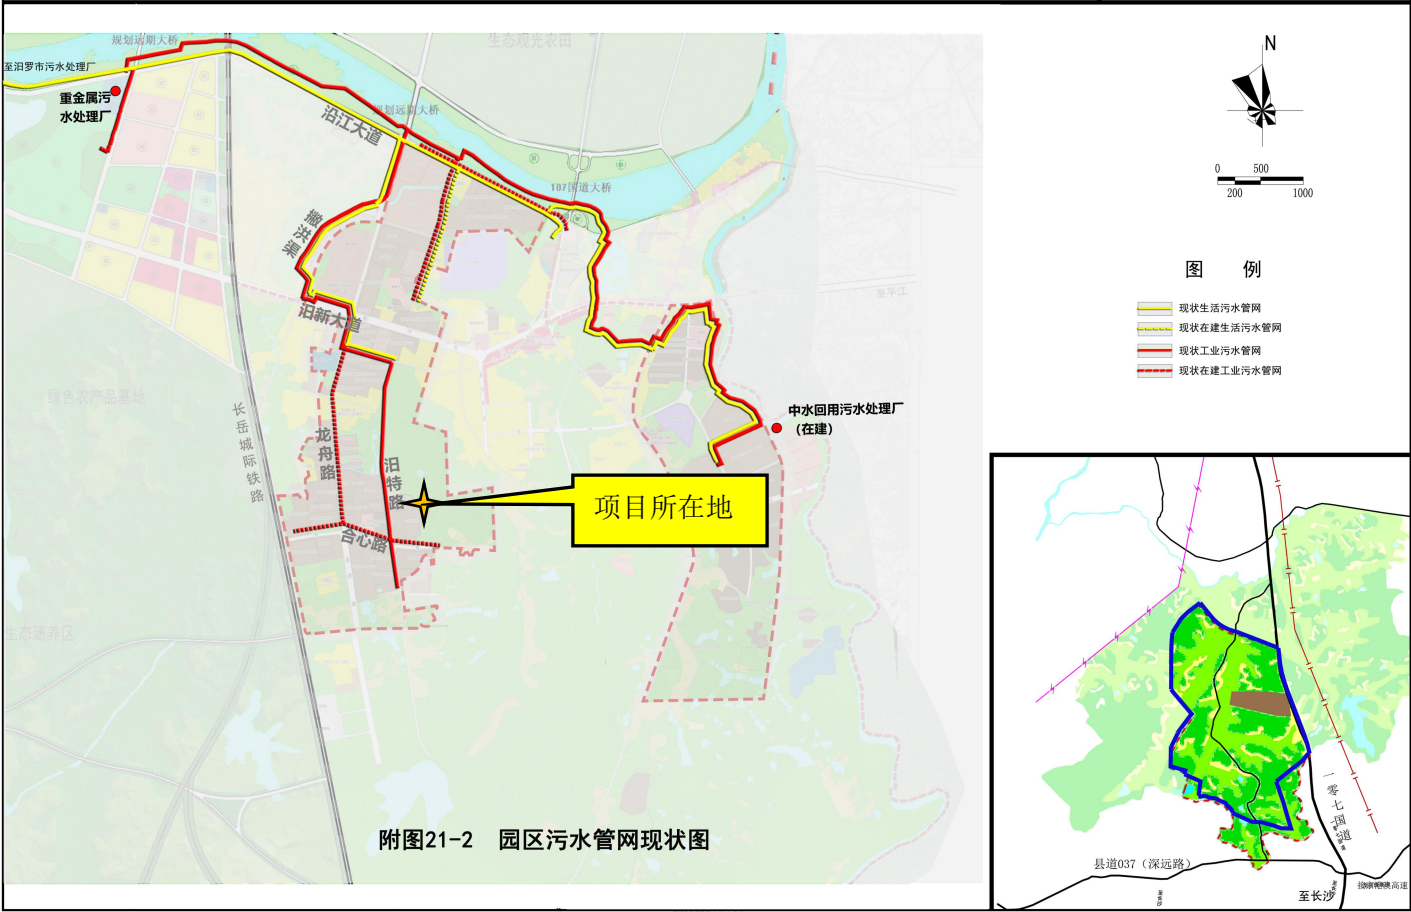 规划远期大桥
生态观光农田
至汨罗市污水处理厂
重金属污
水处理厂
规划远期大桥
沿江大道
107国道大桥
撇洪渠
至平江
汨新大道
绿色农产品基地
长岳城际铁路
龙舟路
汨特路
中水回用污水处理厂
（在建）
项目所在地
合心路
生态涵养区
附图21-2 园区污水管网现状图
N
0 500
200 1000
图 例
现状生活污水管网
现状在建生活污水管网
现状工业污水管网
现状在建工业污水管网
一零七国道
县道037（深远路）
至长沙
至长沙